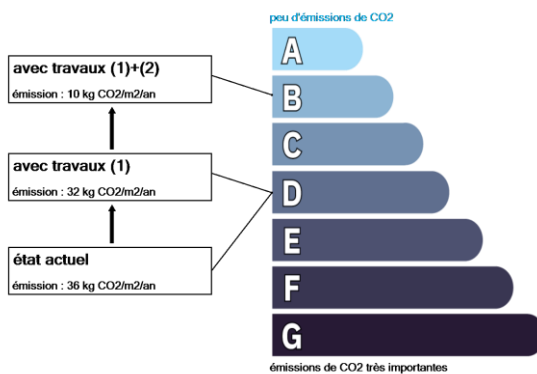 peu d'émissions de CO2
A
avec travaux (1)+(2)
émission : 10 kg CO2/m2/an
B
C
avec travaux (1)
émission : 32 kg CO2/m2/an
D
E
état actuel
émission : 36 kg CO2/m2/an
F
G
émissions de CO2 très importantes